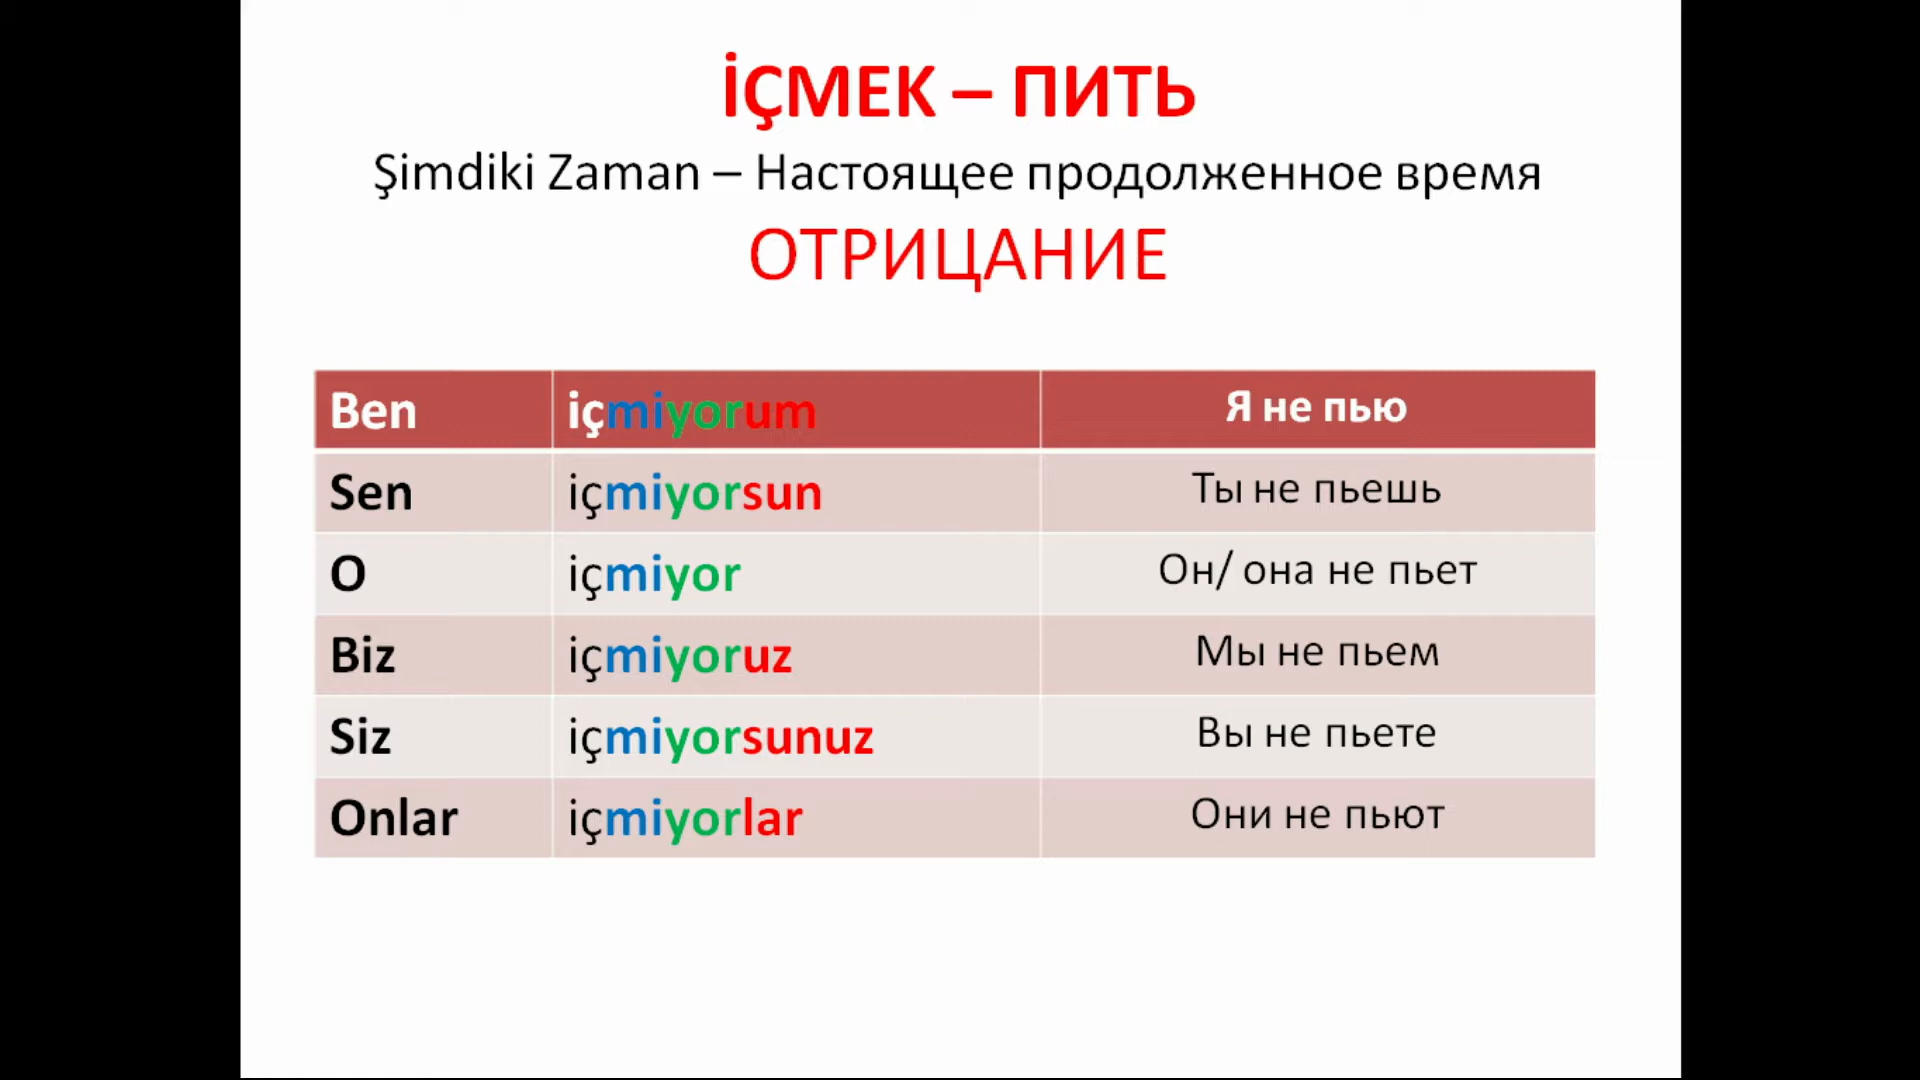 İÇMEK – ПИТЬ
Şimdiki Zaman – Настоящее продолженное время
ОТРИЦАНИЕ
Ben içmiyorum Я не пью
Sen içmiyorsun Ты не пьешь
O içmiyor Он/ она не пьет
Biz içmiyoruz Мы не пьем
Siz içmiyorsunuz Вы не пьете
Onlar içmiyorlar Они не пьют